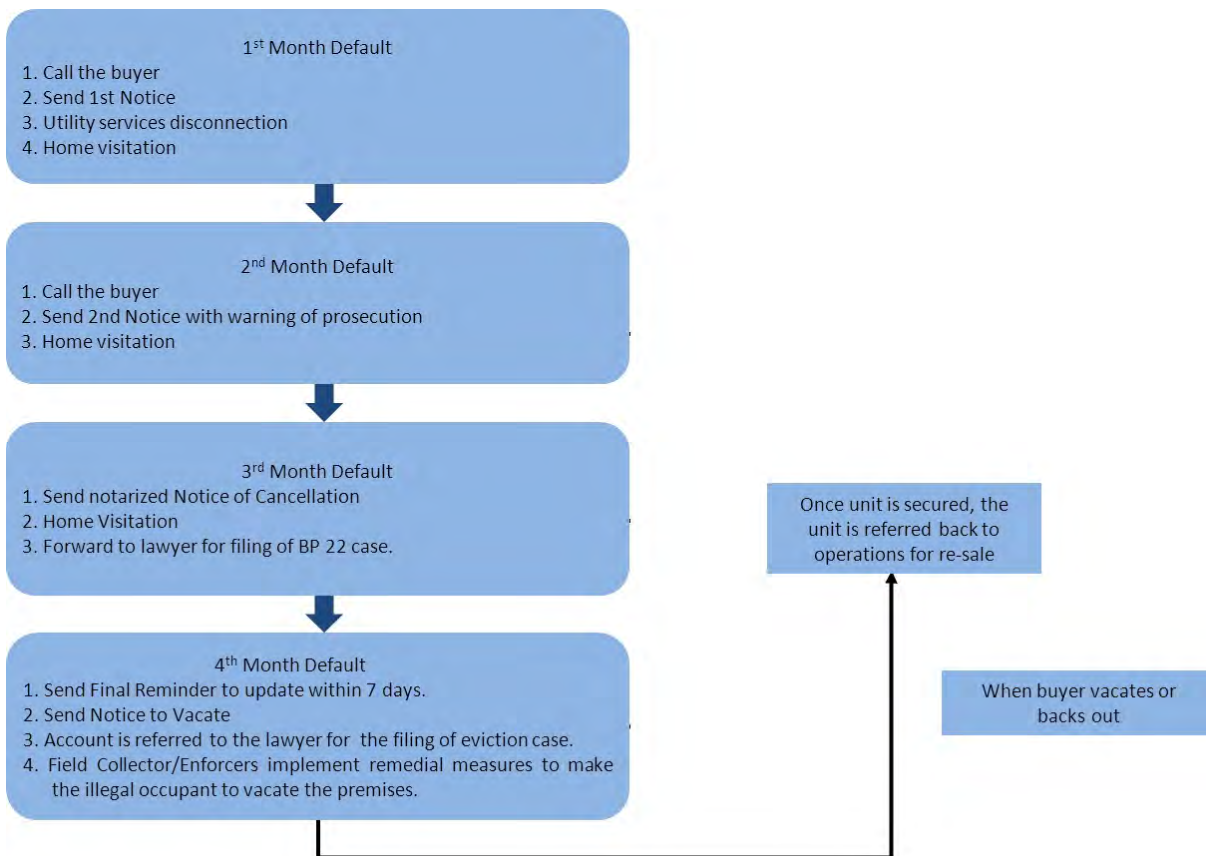 1st Month Default
1. Call the buyer
2. Send 1st Notice
3. Utility services disconnection
4. Home visitation
2nd Month Default
1. Call the buyer
2. Send 2nd Notice with warning of prosecution
3. Home visitation
3rd Month Default
1. Send notarized Notice of Cancellation
2. Home Visitation
3. Forward to lawyer for filing of BP 22 case.
4th Month Default
1. Send Final Reminder to update within 7 days.
2. Send Notice to Vacate
3. Account is referred to the lawyer for the filing of eviction case.
4. Field Collector/Enforcers implement remedial measures to make
the illegal occupant to vacate the premises.
Once unit is secured, the
unit is referred back to
operations for re-sale
When buyer vacates or
backs out